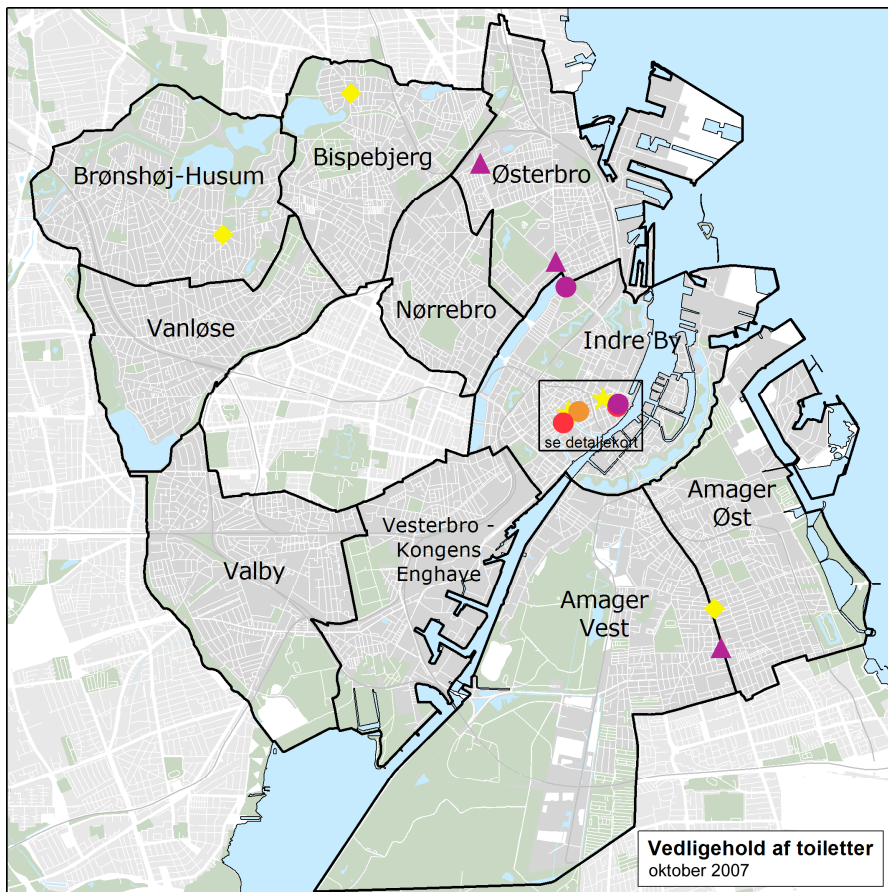 Bispebjerg
Brønshøj-Husum
Østerbro
Nørrebro
Vanløse
Indre By
se detaljekort
Amager
Øst
Vesterbro -
Kongens
Enghave
Valby
Amager
Vest
Vedligehold af toiletter
oktober 2007